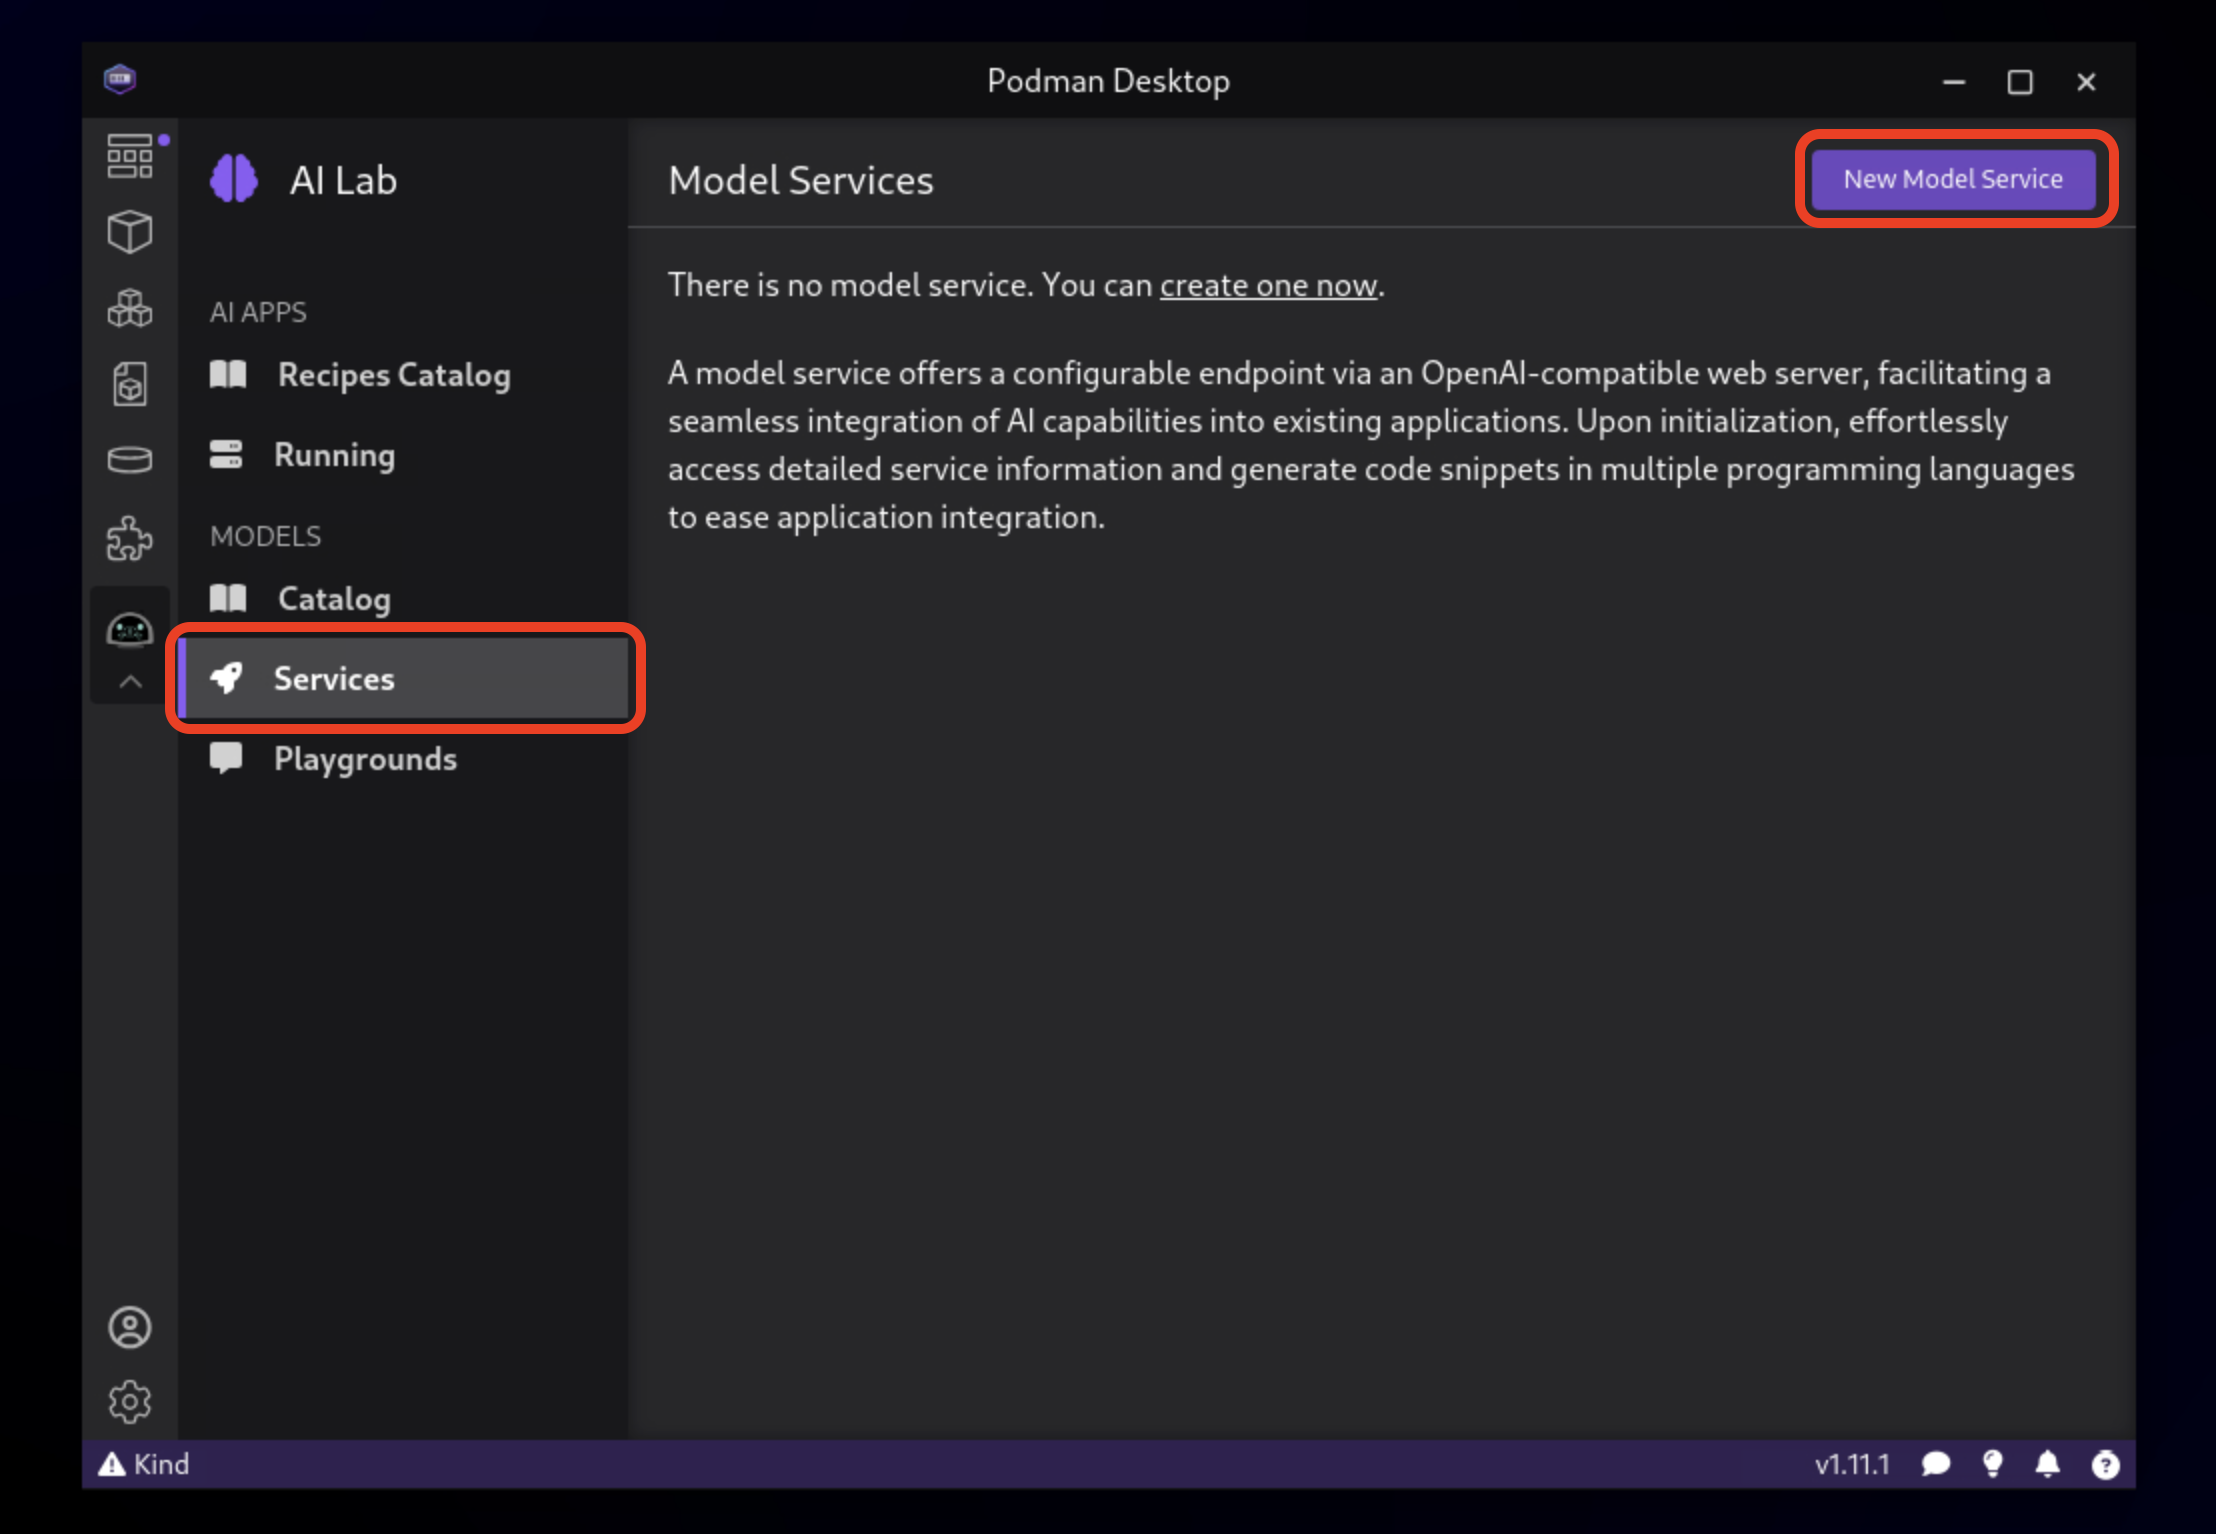 Podman Desktop
AI Lab
AI APPS
Recipes Catalog
Running
MODELS
Catalog
Services
Playgrounds
Model Services
New Model Service
There is no model service. You can create one now.
A model service offers a configurable endpoint via an OpenAI-compatible web server, facilitating a
seamless integration of AI capabilities into existing applications. Upon initialization, effortlessly
access detailed service information and generate code snippets in multiple programming languages
to ease application integration.
Kind
v1.11.1